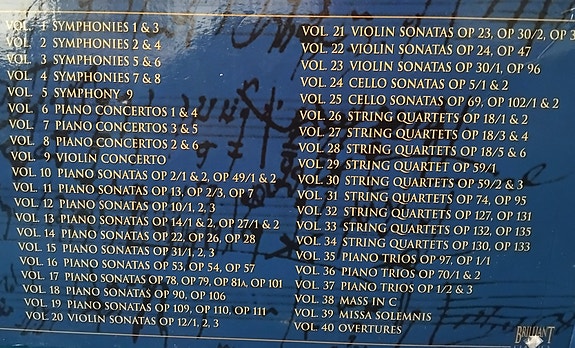 VOL. 1 SYMPHONIES 1 & 3
VOL. 2 SYMPHONIES 2 & 4
VOL. 3 SYMPHONIES 5 & 6
VOL. 4 SYMPHONIES 7 & 8
VOL. 5 SYMPHONY 9
VOL. 6 PIANO CONCERTOS 1 & 4
VOL. 7 PIANO CONCERTOS 3 & 5
VOL. 8 PIANO CONCERTOS 2 & 6
VOL. 9 VIOLIN CONCERTO
VOL. 10 PIANO SONATAS OP 2/1 & 2, OP 49/1 & 2
VOL. 11 PIANO SONATAS OP 13, OP 2/3, OP 7
VOL. 12 PIANO SONATAS OP 10/1, 2, 3
VOL. 13 PIANO SONATAS OP 14/1 & 2, OP 27/1 & 2
VOL. 14 PIANO SONATAS OP 22, OP 26, OP 28
VOL. 15 PIANO SONATAS OP 31/1, 2, 3
VOL. 16 PIANO SONATAS OP 53, OP 54, OP 57
VOL. 17 PIANO SONATAS OP 78, OP 79, OP 81A, OP 101
VOL. 18 PIANO SONATAS OP 90, OP 106
VOL. 19 PIANO SONATAS OP 109, OP 110, OP 111
VOL. 20 VIOLIN SONATAS OP 12/1, 2, 3
VOL. 21 VIOLIN SONATAS OP 23, OP 30/2, OP 3
VOL. 22 VIOLIN SONATAS OP 24, OP 47
VOL. 23 VIOLIN SONATAS OP 30/1, OP 96
VOL. 24 CELLO SONATAS OP 5/1 & 2
VOL. 25 CELLO SONATAS OP 69, OP 102/1 & 2
VOL. 26 STRING QUARTETS OP 18/1 & 2
VOL. 27 STRING QUARTETS OP 18/3 & 4
VOL. 28 STRING QUARTETS OP 18/5 & 6
VOL. 29 STRING QUARTET OP 59/1
VOL. 30 STRING QUARTETS OP 59/2 & 3
VOL. 31 STRING QUARTETS OP 74, OP 95
VOL. 32 STRING QUARTETS OP 127, OP 131
VOL. 33 STRING QUARTETS OP 132, OP 135
VOL. 34 STRING QUARTETS OP 130, OP 133
VOL. 35 PIANO TRIOS OP 97, OP 1/1
VOL. 36 PIANO TRIOS OP 70/1 & 2
VOL. 37 PIANO TRIOS OP 1/2 & 3
VOL. 38 MASS IN C
VOL. 39 MISSA SOLEMNIS
VOL. 40 OVERTURES
BRILLIANT